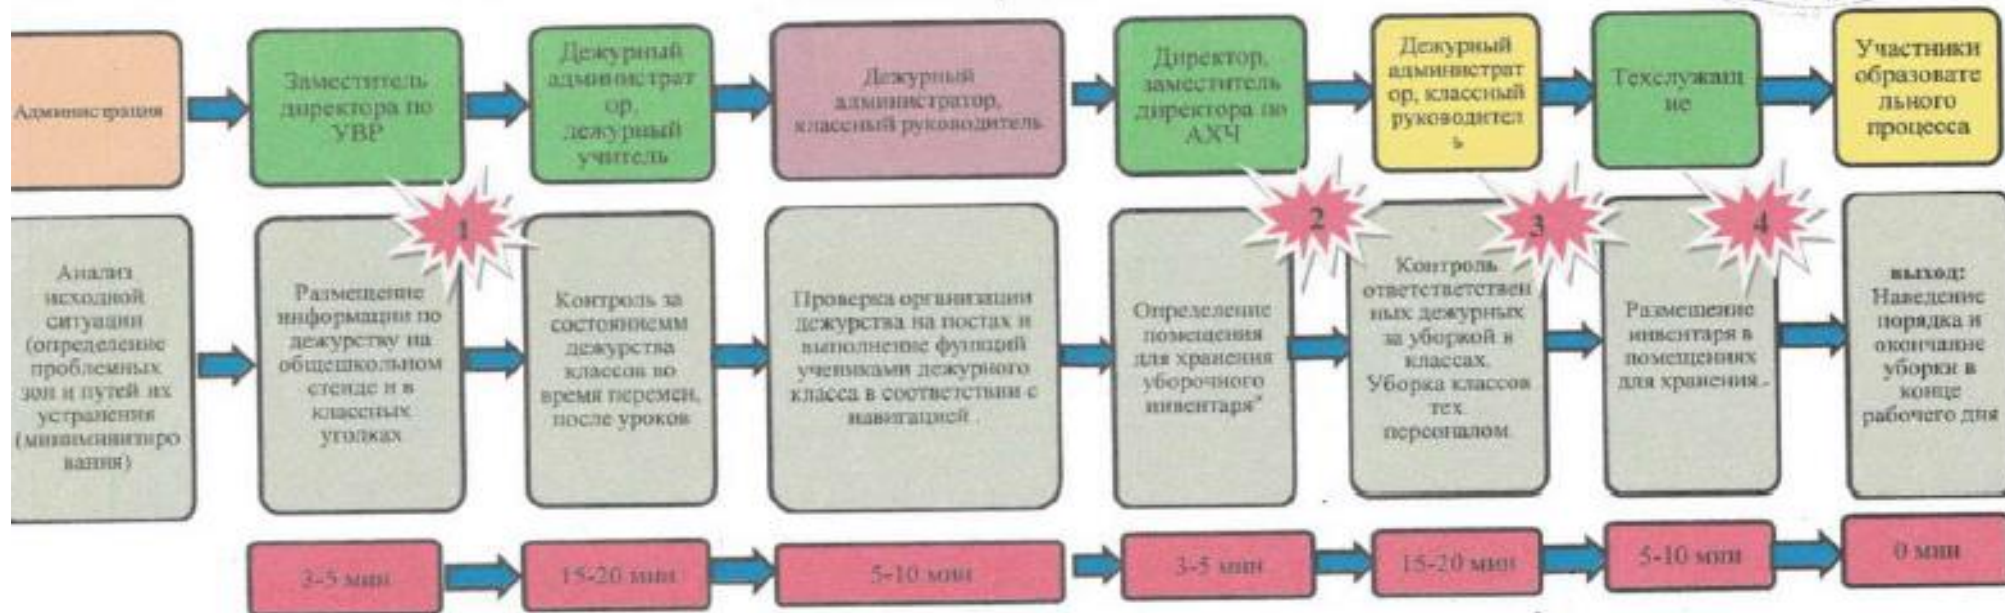 Администрация
Заместитель
директора по
УВР
Дежурный
администрат
ор,
дежурный
учитель
Дежурный
администратор,
классный руководитель
Директор,
заместитель
директора по
АХЧ
Дежурный
администрат
ор, классный
руководител
ь
Техслужащ
ие
Участники
образовате
льного
процесса
Анализ
исходной
ситуации
(определение
проблемных
зон и путей их
устранения
(миниминизиро
вания)
Размещение
информации по
дежурству на
общешкольном
стенде и в
классных
уголках
1
Контроль за
состояниемм
дежурства
классов во
время перемен,
после уроков
Проверка организации
дежурства на постах и
выполнение функций
учениками дежурного
класса в соответствии с
навигацией .
Определение
помещения
для хранения
уборочного
инвентаря"
2
Контроль
ответстветствен
ных дежурных
за уборкой в
классах.
Уборка классов
тех.
персоналом
3
Размещение
инвентаря в
помещениях
для хранения.
4
выход:
Наведение
порядка и
окончание
уборки в
конце
рабочего дня
3-5 мин
15-20 мин
5-10 мин
3-5 мин
15-20 мин
5-10 мин
0 мин